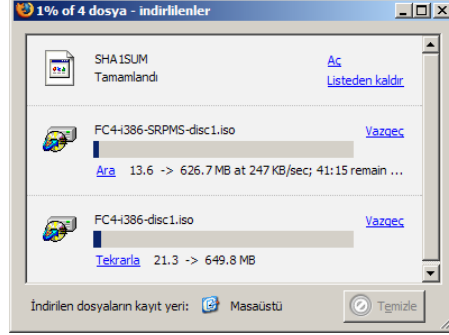 1% of 4 dosya - indirlilenler
SHA1SUM
Aç
Tamamlandı
Listeden kaldır
FC4-i386-SRPMS-disc1.iso
Vazgeç
Ara 13.6 -> 626.7 MB at 247 KB/sec; 41:15 remain ...
FC4-i386-disc1.iso
Vazgeç
Tekrarla 21.3 -> 649.8 MB
İndirilen dosyaların kayıt yeri: Masaüstü
Temizle